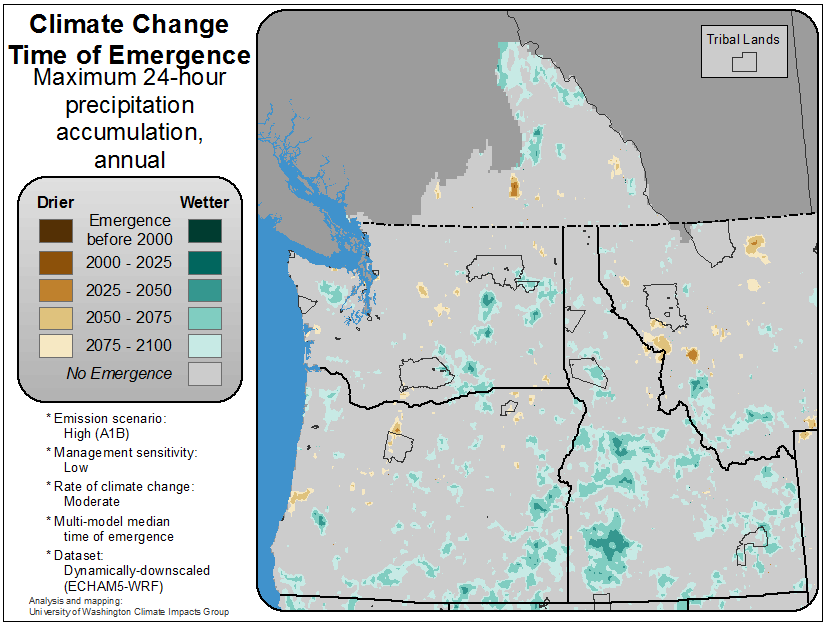 Climate Change
Time of Emergence
Maximum 24-hour
precipitation
accumulation,
annual
Tribal Lands
Drier Wetter
Emergence
before 2000
2000 - 2025
2025 - 2050
2050 - 2075
2075 - 2100
No Emergence
* Emission scenario:
High (A1B)
* Management sensitivity:
Low
* Rate of climate change:
Moderate
* Multi-model median
time of emergence
* Dataset:
Dynamically-downscaled
(ECHAM5-WRF)
Analysis and mapping:
University of Washington Climate Impacts Group